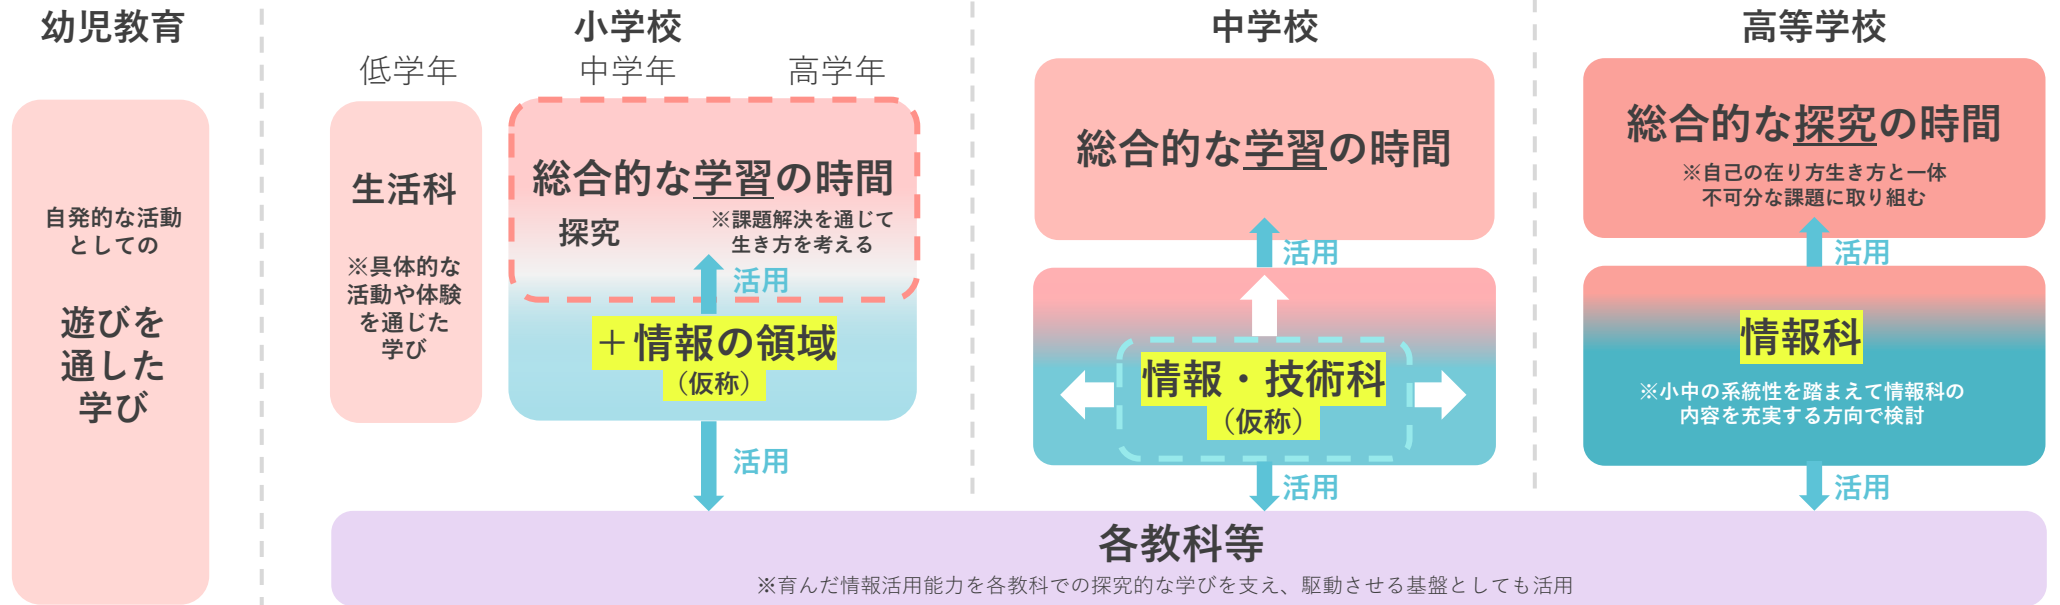 幼児教育
自発的な活動
としての
遊びを
通した
学び
小学校
低学年
中学年
高学年
生活科
※具体的な
活動や体験
を通じた
学び
総合的な学習の時間
探究
※課題解決を通じて
生き方を考える
活用
＋情報の領域
（仮称）
活用
中学校
総合的な学習の時間
活用
情報・技術科
（仮称）
活用
高等学校
総合的な探究の時間
※自己の在り方生き方と一体
不可分な課題に取り組む
活用
情報科
※小中の系統性を踏まえて情報科の
内容を充実する方向で検討
活用
各教科等
※育んだ情報活用能力を各教科での探究的な学びを支え、駆動させる基盤としても活用